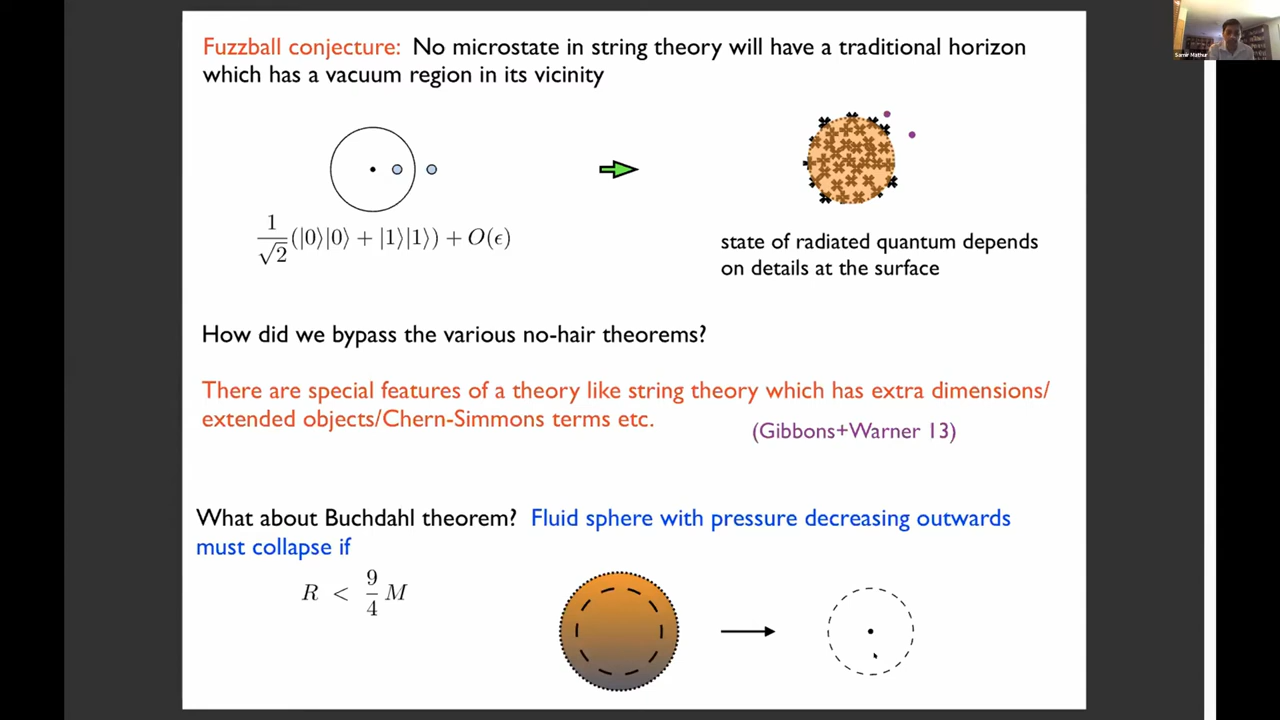 Fuzzball conjecture: No microstate in string theory will have a traditional horizon
which has a vacuum region in its vicinity
1/√2 (|0⟩|0⟩ + |1⟩|1⟩) + O(ϵ)
state of radiated quantum depends
on details at the surface
How did we bypass the various no-hair theorems?
There are special features of a theory like string theory which has extra dimensions/
extended objects/Chern-Simmons terms etc.
(Gibbons+Warner 13)
What about Buchdahl theorem? Fluid sphere with pressure decreasing outwards
must collapse if
R < 9/4 M
Samir Mathur